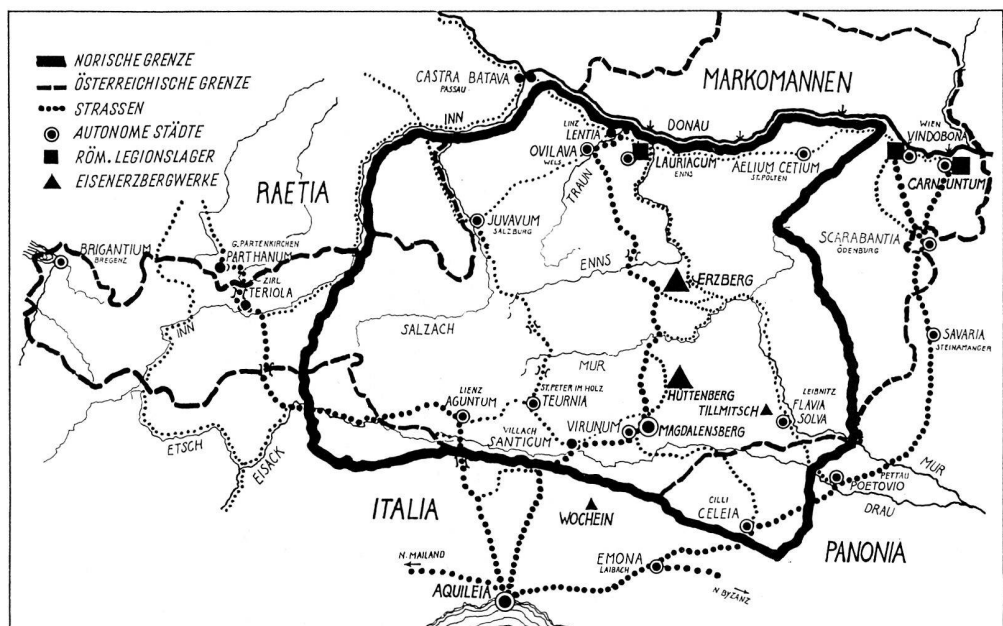 NORISCHE GRENZE
ÖSTERREICHISCHE GRENZE
STRASSEN
AUTONOME STÄDTE
RÖM. LEGIONSLAGER
EISENERZBERGWERKE
CASTRA BATAVA
PASSAU
MARKOMANNEN
INN
LINZ
LENTIA
DONAU
WIEN
VINDOBONA
OVILAVA
WELS
LAURIACUM
ENNS
AELIUM CETIUM
ST. PÖLTEN
CARNUNTUM
RAETIA
TRAUN
JUVAVUM
SALZBURG
SCARABANTIA
ÖDENBURG
BRIGANTIUM
BREGENZ
G. PARTENKIRCHEN
PARTHANUM
ZIRL
TERIOLA
ENNS
ERZBERG
INN
SALZACH
SAVARIA
STEINAMANGER
MUR
LIENZ
AGUNTUM
ST. PETER IM HOLZ
TEURNIA
HÜTTENBERG
TILLMITSCH
LEIBNITZ
FLAVIA
SOLVA
VILLACH
SANTICUM
VIRUNUM
MAGDALENSBERG
ETSCH
EISACK
MUR
PETTAU
POETOVIO
DRAU
ITALIA
WOCHEIN
CILLI
CELEIA
PANONIA
N. MAILAND
EMONA
LAIBACH
N BYZANZ
AQUILEIA